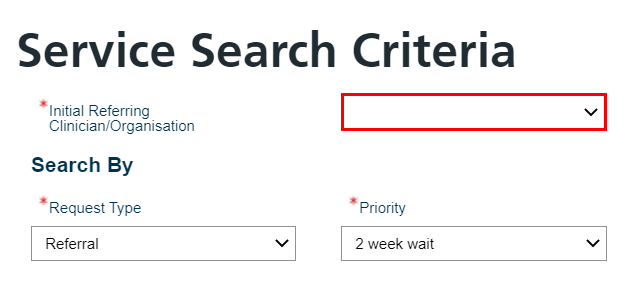 Service Search Criteria
*Initial Referring
Clinician/Organisation
Search By
*Request Type
*Priority
Referral
2 week wait